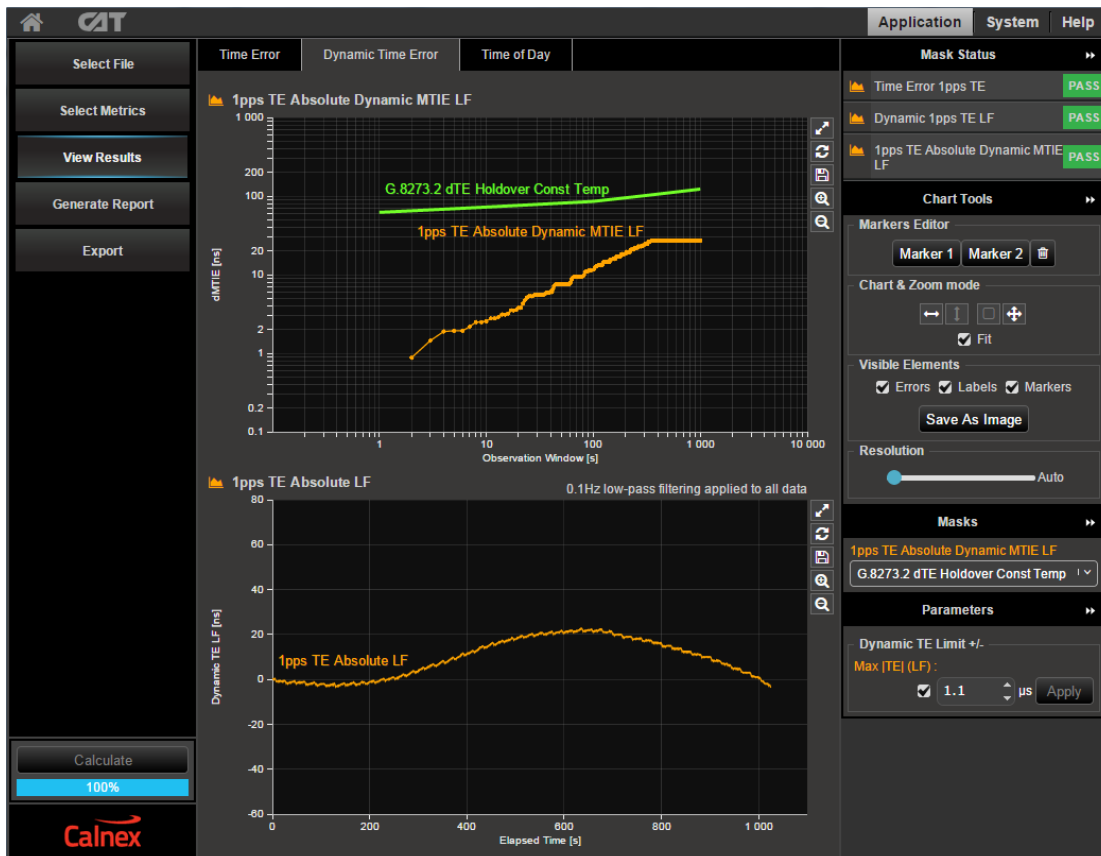 CAT
Application
System
Help
Select File
Select Metrics
View Results
Generate Report
Export
Calculate
100%
Calnex
Time Error
Dynamic Time Error
Time of Day
1pps TE Absolute Dynamic MTIE LF
1 000
200
100
20
10
2
1
0.2
0.1
dMTIE [ns]
G.8273.2 dTE Holdover Const Temp
1pps TE Absolute Dynamic MTIE LF
1
10
100
1 000
10 000
Observation Window [s]
1pps TE Absolute LF
0.1Hz low-pass filtering applied to all data
80
60
40
20
0
-20
-40
-60
Dynamic TE LF [ns]
1pps TE Absolute LF
0
200
400
600
800
1 000
Elapsed Time [s]
Mask Status
Time Error 1pps TE
PASS
Dynamic 1pps TE LF
PASS
1pps TE Absolute Dynamic MTIE
LF
PASS
Chart Tools
Markers Editor
Marker 1
Marker 2
Chart & Zoom mode
Fit
Visible Elements
Errors
Labels
Markers
Save As Image
Resolution
Auto
Masks
1pps TE Absolute Dynamic MTIE LF
G.8273.2 dTE Holdover Const Temp
Parameters
Dynamic TE Limit +/-
Max |TE| (LF) :
1.1
µs
Apply